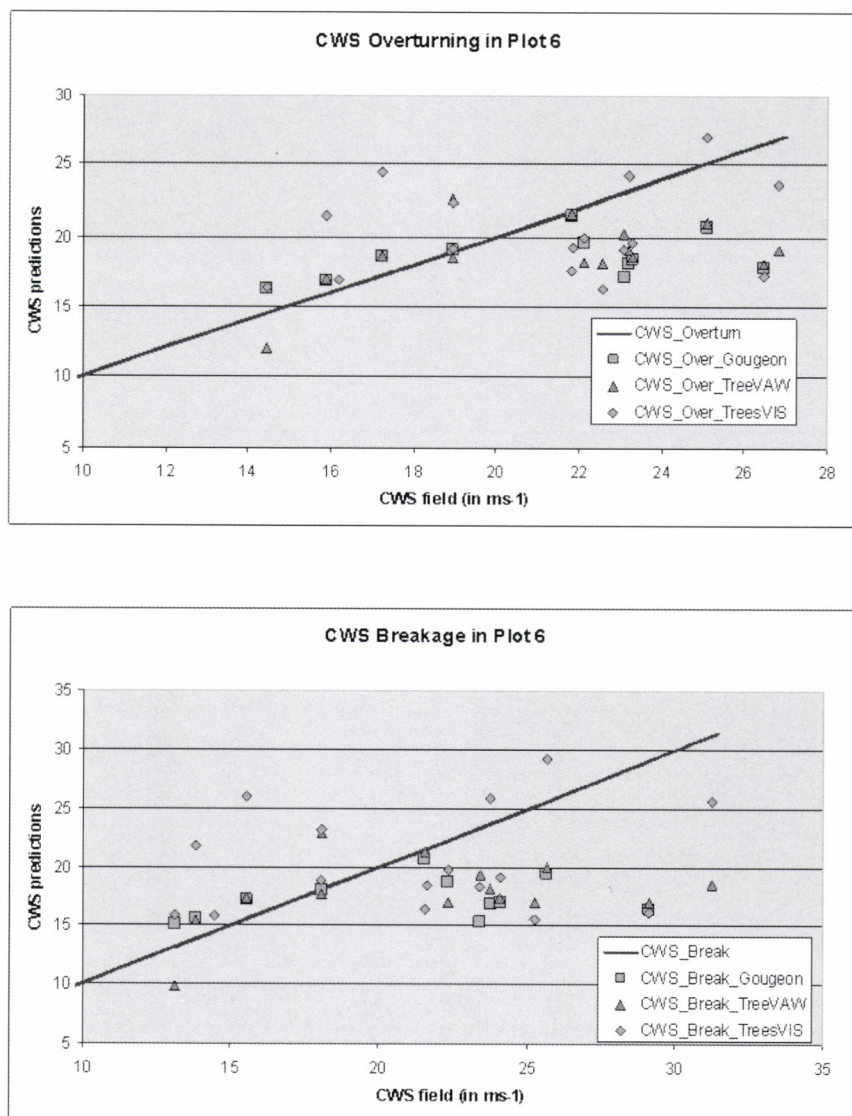 CWS Overturning in Plot 6
30
25
20
15
10
5
CWS predictions
10 12 14 16 18 20 22 24 26 28
CWS field (in ms-1)
CWS_Overturn
CWS_Over_Gougeon
CWS_Over_TreeVAW
CWS_Over_TreesVIS
CWS Breakage in Plot 6
35
30
25
20
15
10
5
CWS predictions
10 15 20 25 30 35
CWS field (in ms-1)
CWS_Break
CWS_Break_Gougeon
CWS_Break_TreeVAW
CWS_Break_TreesVIS